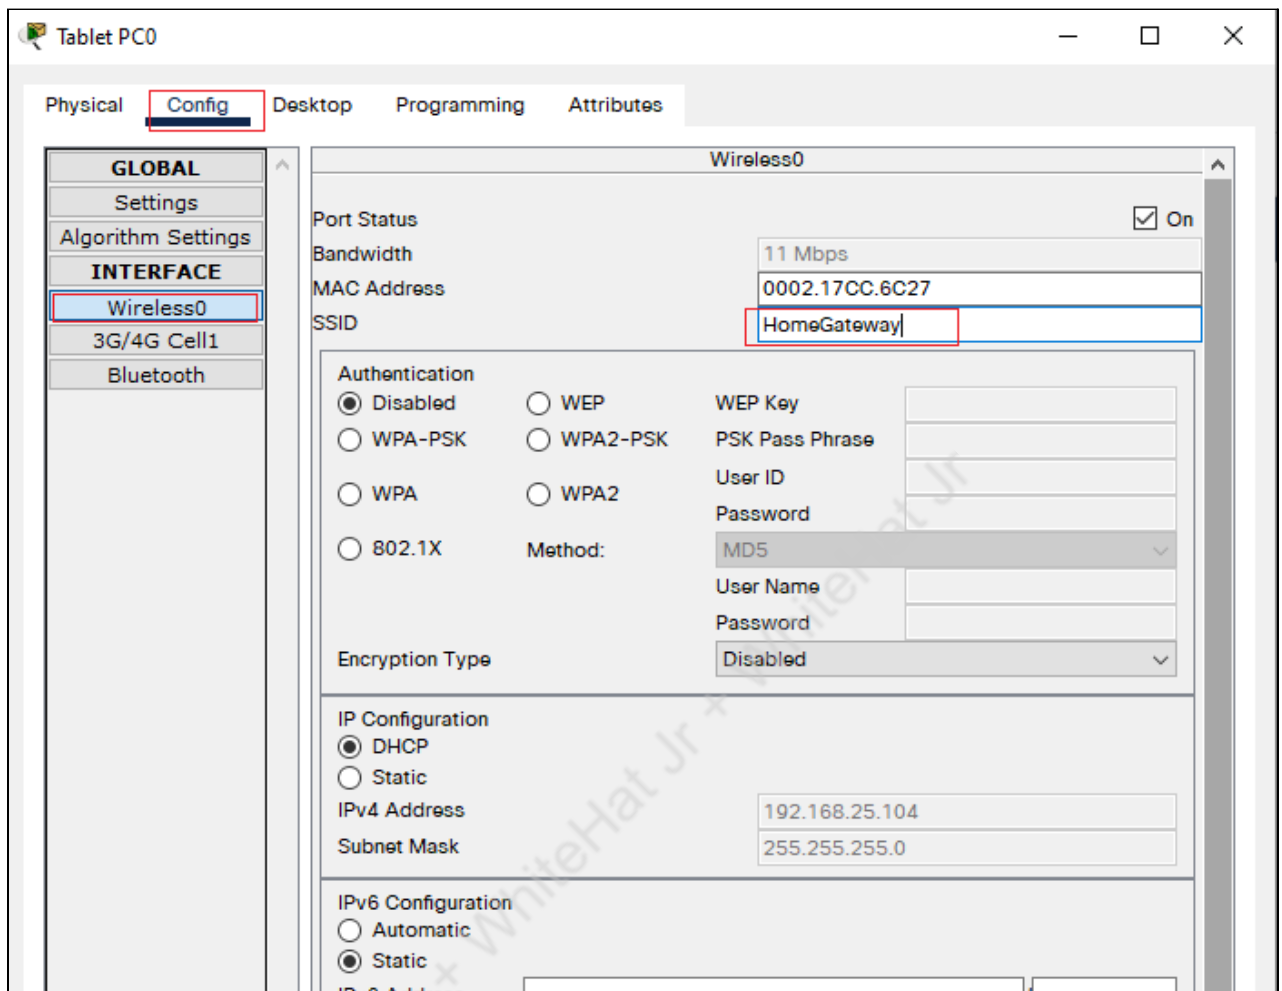 Tablet PC0
Physical Config Desktop Programming Attributes
GLOBAL
Settings
Algorithm Settings
INTERFACE
Wireless0
3G/4G Cell1
Bluetooth
Wireless0
Port Status On
Bandwidth 11 Mbps
MAC Address 0002.17CC.6C27
SSID HomeGateway
Authentication
Disabled WEP WEP Key
WPA-PSK WPA2-PSK PSK Pass Phrase
User ID
WPA WPA2
Password
802.1X Method: MD5
User Name
Password
Encryption Type Disabled
IP Configuration
DHCP
Static
IPv4 Address 192.168.25.104
Subnet Mask 255.255.255.0
IPv6 Configuration
Automatic
Static
+ WhiteHat Jr + WhiteHat Jr